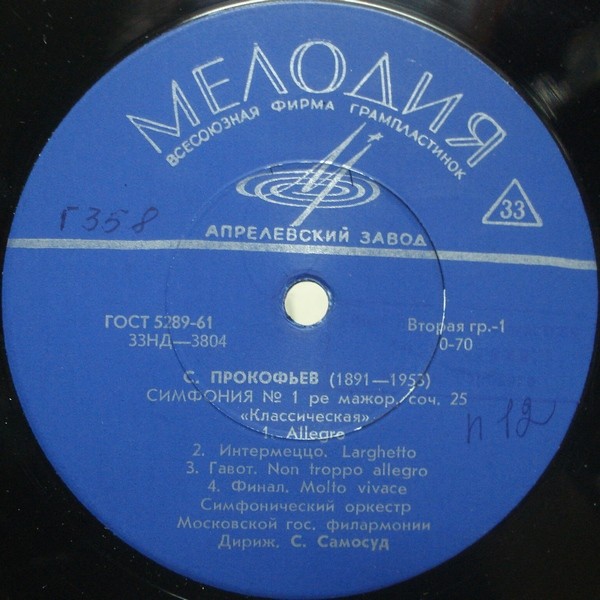 МЕЛОДИЯ
ВСЕСОЮЗНАЯ ФИРМА ГРАМПЛАСТИНОК
33
Г358
АПРЕЛЕВСКИЙ ЗАВОД
ГОСТ 5289-61
33НД—3804
Вторая гр.-1
0-70
С. ПРОКОФЬЕВ (1891—1953)
СИМФОНИЯ № 1 ре мажор, соч. 25
«Классическая»
1. Allegro
2. Интермеццо. Larghetto
3. Гавот. Non troppo allegro
4. Финал. Molto vivace
п 12
Симфонический оркестр
Московской гос. филармонии
Дириж. С. Самосуд